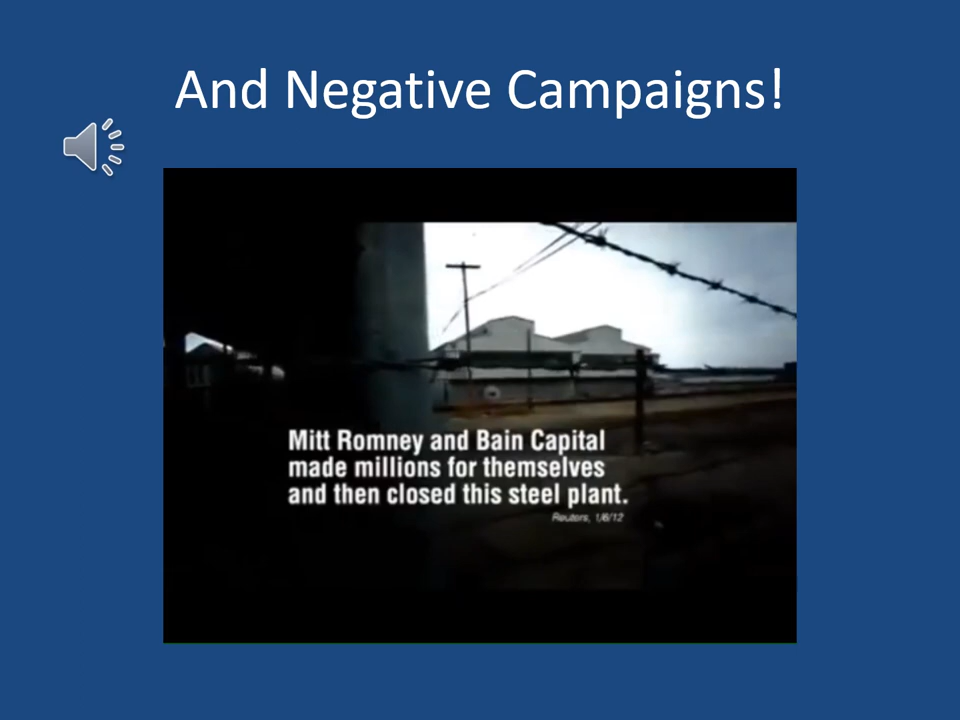 And Negative Campaigns!
Mitt Romney and Bain Capital
made millions for themselves
and then closed this steel plant.
Reuters, 1/6/12